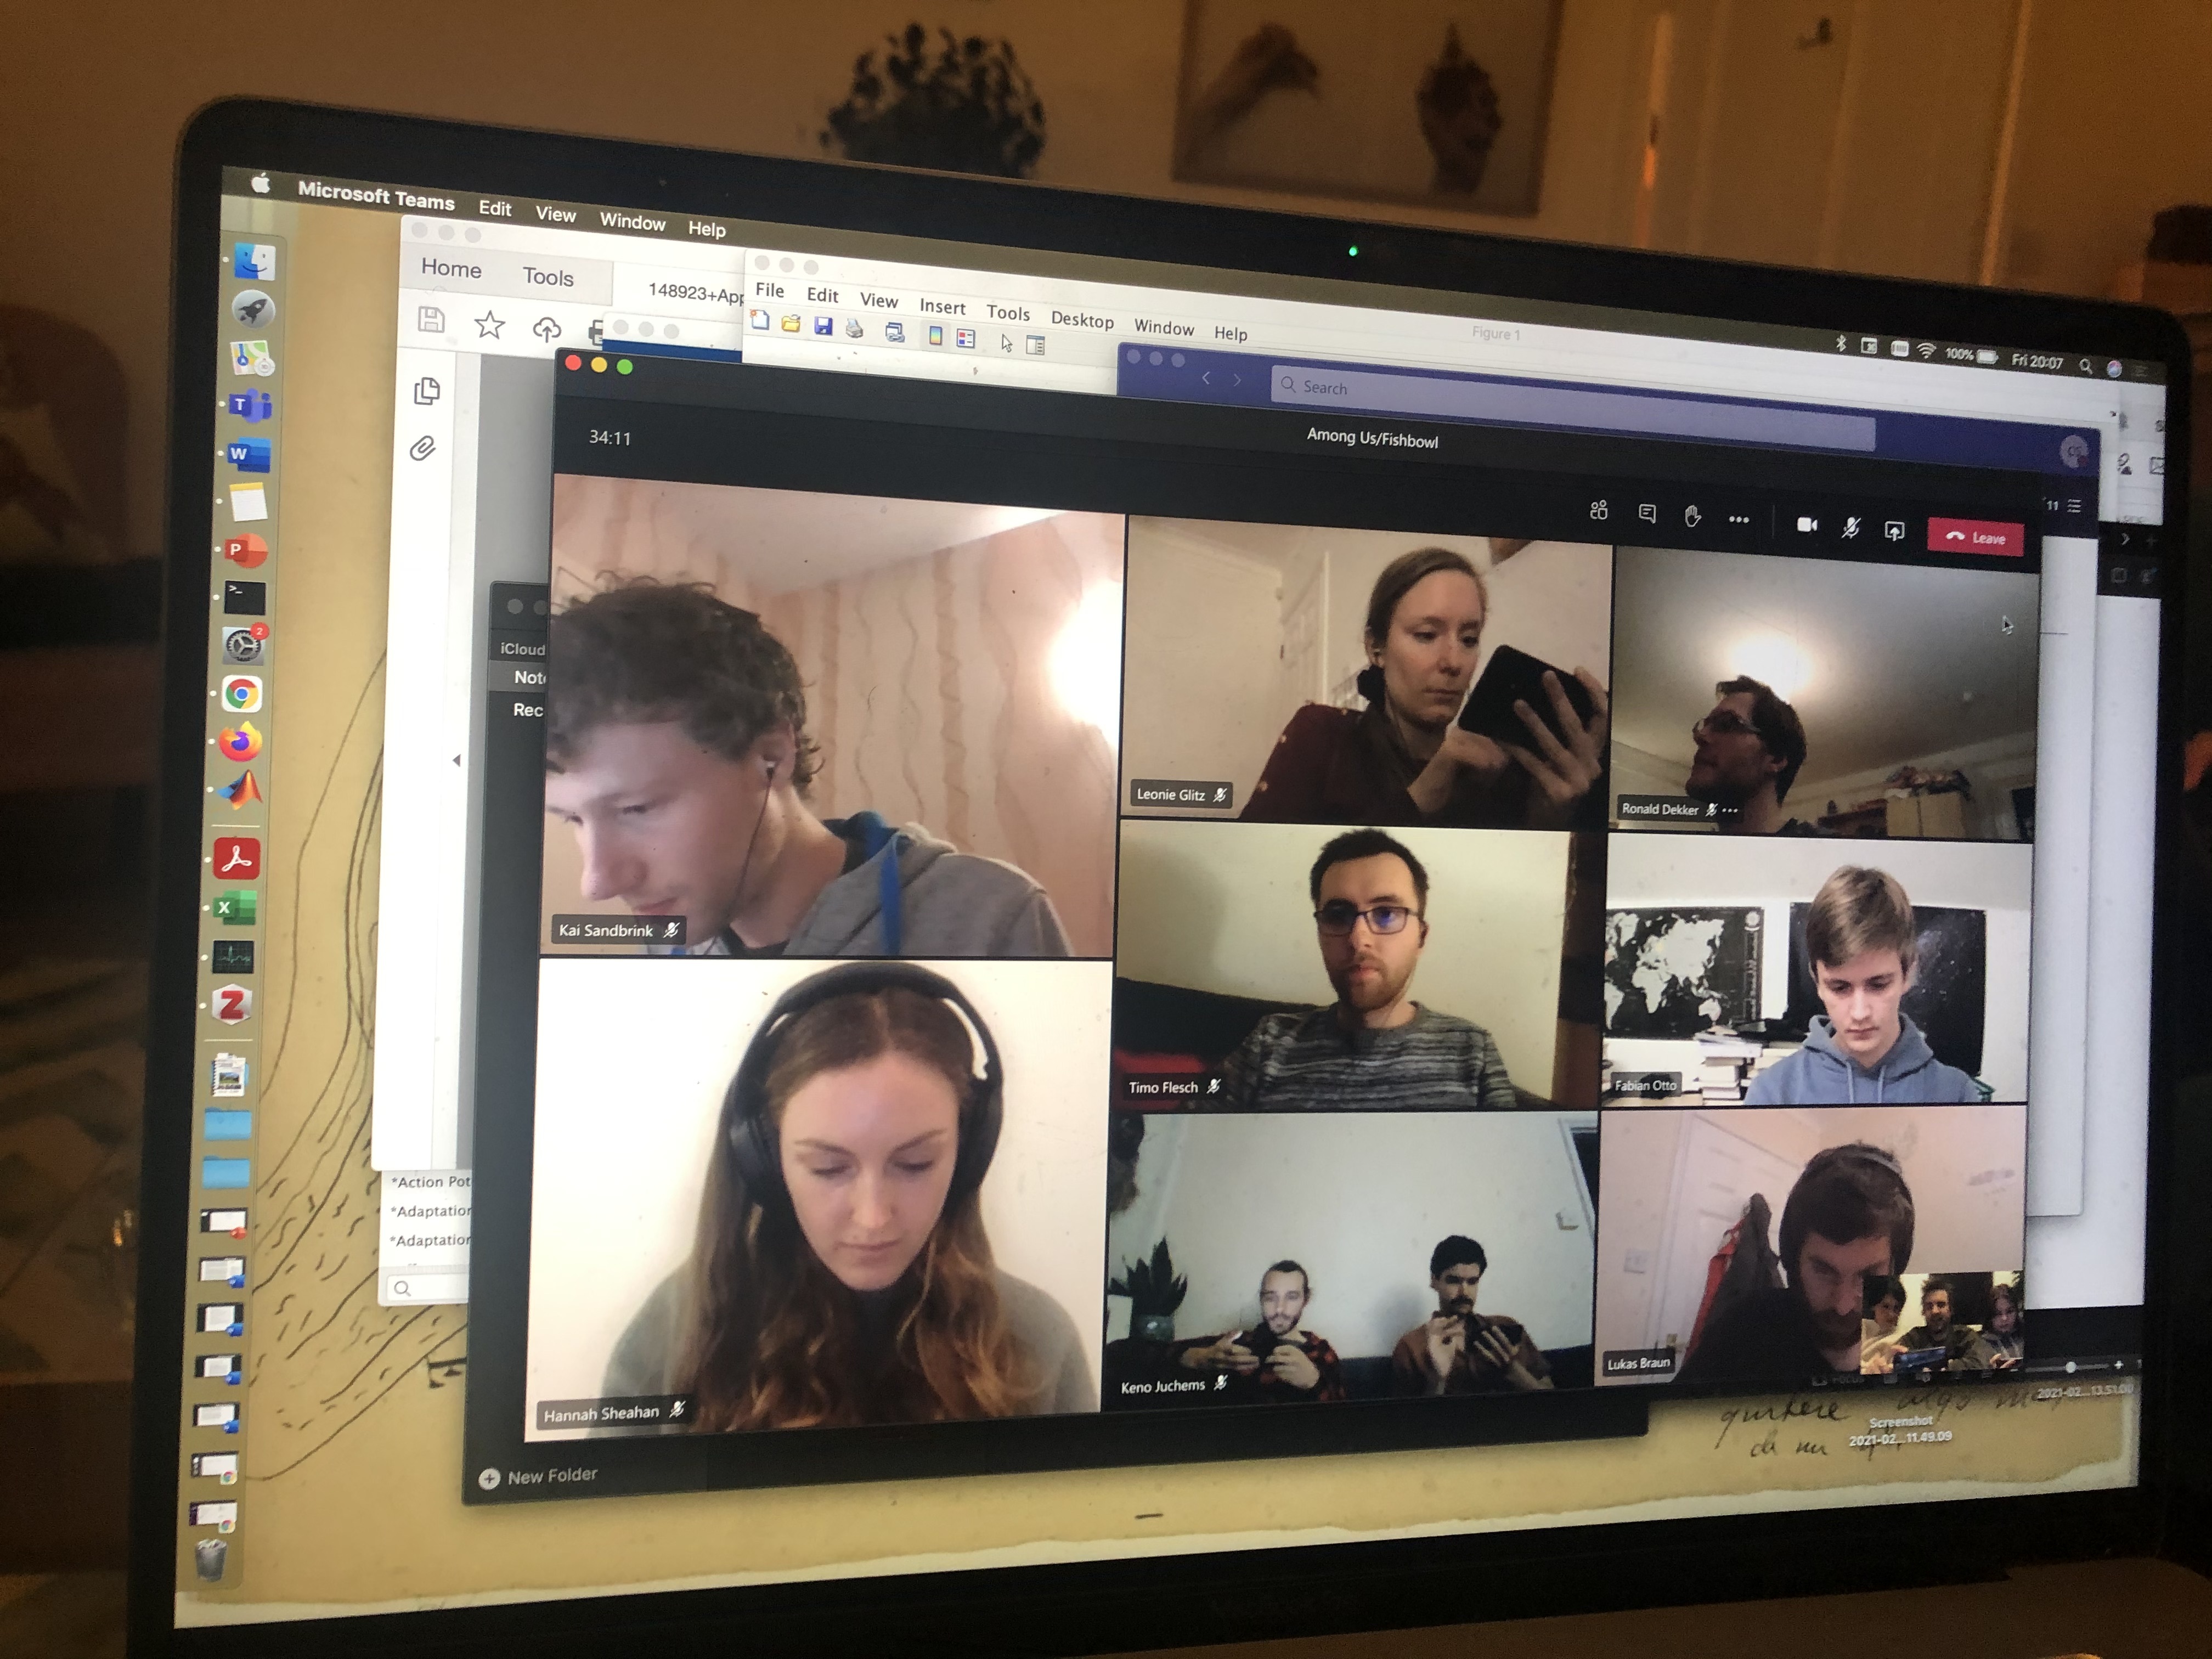 Microsoft Teams Edit View Window Help
100% Fri 20:07
Home Tools
148923+App
File Edit View Insert Tools Desktop Window Help
Figure 1
Search
34:11
Among Us/Fishbowl
11
Leave
iCloud
Rec
Leonie Glitz
Ronald Dekker
Kai Sandbrink
Timo Flesch
Fabian Otto
*Action Pot
*Adaptation
*Adaptation
Hannah Sheahan
Keno Juchems
Lukas Braun
2021-02...13.51.00
Screenshot
2021-02...11.49.09
New Folder
T
W
P
2
X
Z